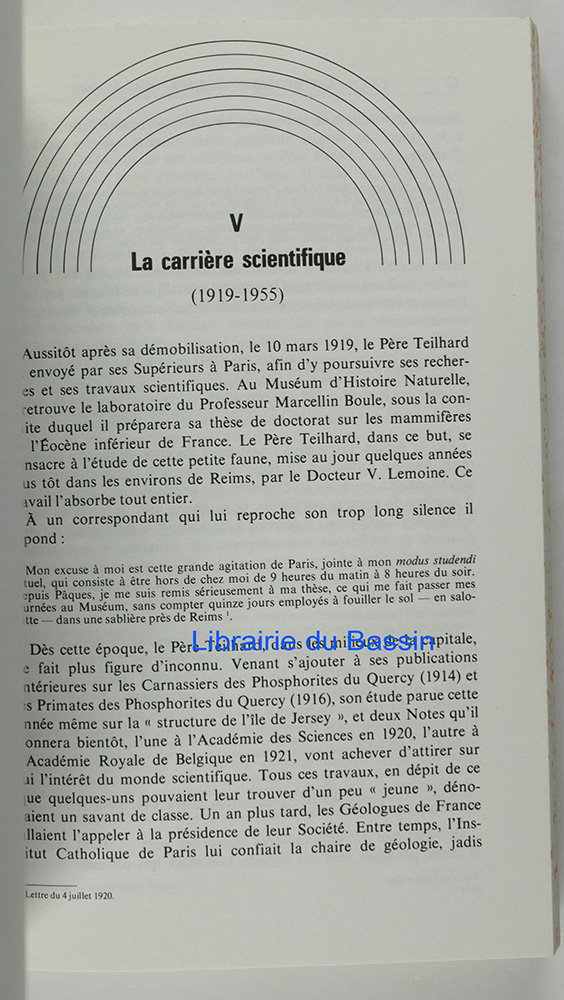 V
La carrière scientifique
(1919-1955)
Aussitôt après sa démobilisation, le 10 mars 1919, le Père Teilhard
envoyé par ses Supérieurs à Paris, afin d'y poursuivre ses recher-
es et ses travaux scientifiques. Au Muséum d'Histoire Naturelle,
retrouve le laboratoire du Professeur Marcellin Boule, sous la con-
ite duquel il préparera sa thèse de doctorat sur les mammifères
l'Éocène inférieur de France. Le Père Teilhard, dans ce but, se
nsacre à l'étude de cette petite faune, mise au jour quelques années
us tôt dans les environs de Reims, par le Docteur V. Lemoine. Ce
avail l'absorbe tout entier.
À un correspondant qui lui reproche son trop long silence il
pond :
Mon excuse à moi est cette grande agitation de Paris, jointe à mon modus studendi
tuel, qui consiste à être hors de chez moi de 9 heures du matin à 8 heures du soir.
epuis Pâques, je me suis remis sérieusement à ma thèse, ce qui me fait passer mes
urnées au Muséum, sans compter quinze jours employés à fouiller le sol — en salo-
tte — dans une sablière près de Reims 1.
Dès cette époque, le Père Teilhard, dans les milieux de la capitale,
Librairie du Bassin
e fait plus figure d'inconnu. Venant s'ajouter à ses publications
ntérieures sur les Carnassiers des Phosphorites du Quercy (1914) et
s Primates des Phosphorites du Quercy (1916), son étude parue cette
nnée même sur la « structure de l'île de Jersey », et deux Notes qu'il
onnera bientôt, l'une à l'Académie des Sciences en 1920, l'autre à
Académie Royale de Belgique en 1921, vont achever d'attirer sur
ui l'intérêt du monde scientifique. Tous ces travaux, en dépit de ce
ue quelques-uns pouvaient leur trouver d'un peu « jeune », déno-
aient un savant de classe. Un an plus tard, les Géologues de France
llaient l'appeler à la présidence de leur Société. Entre temps, l'Ins-
itut Catholique de Paris lui confiait la chaire de géologie, jadis
Lettre du 4 juillet 1920.